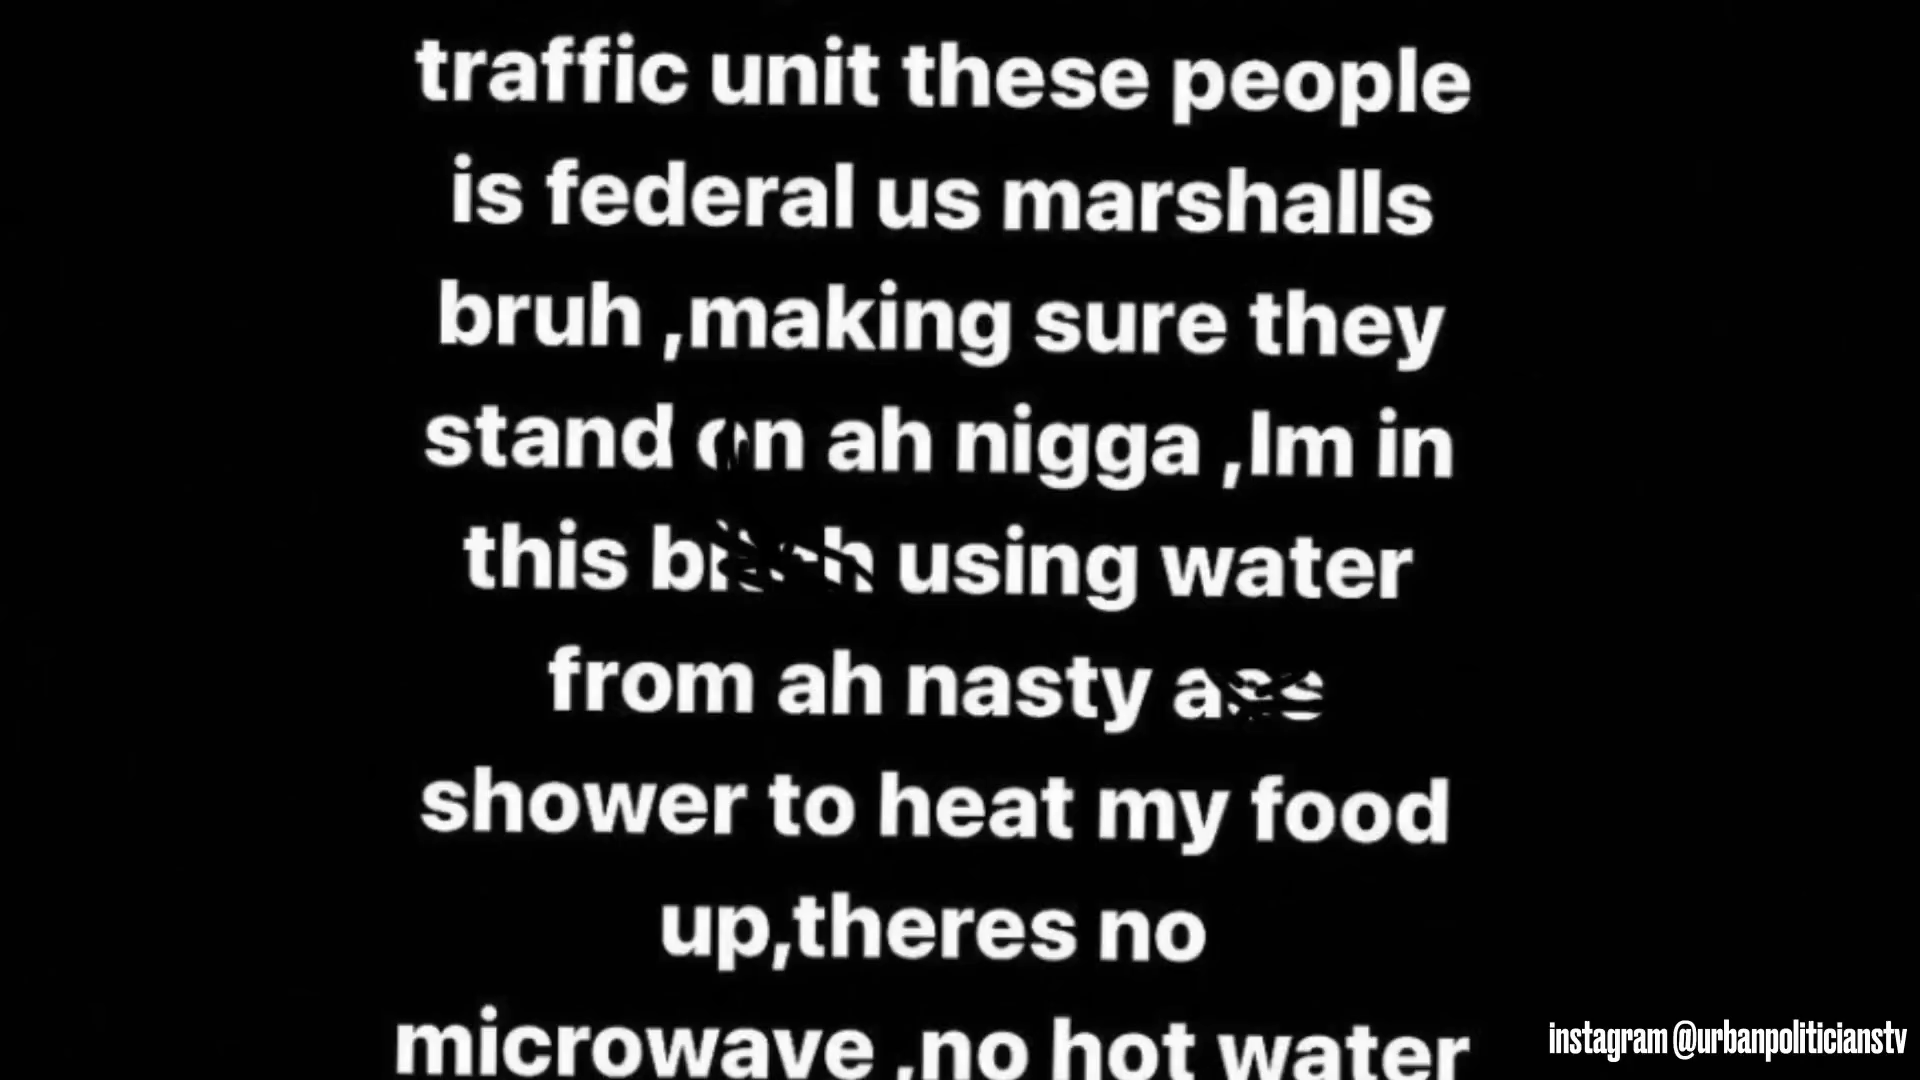 traffic unit these people
is federal us marshalls
bruh ,making sure they
stand on ah nigga ,Im in
this bitch using water
from ah nasty ass
shower to heat my food
up,theres no
microwave ,no hot water
instagram @urbanpoliticianstv